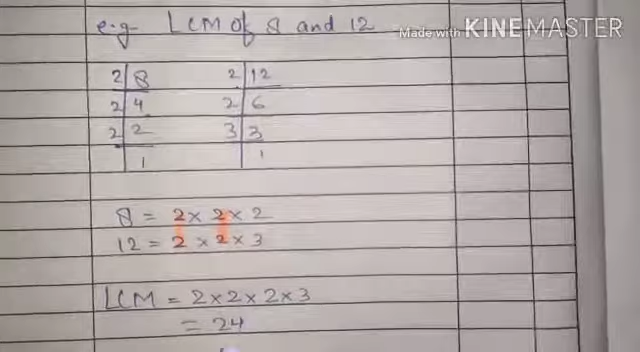 e.g LCM of 8 and 12
Made with KINEMASTER
2 8 2 12
2 4 2 6
2 2 3 3
1 1
8 = 2 × 2 × 2
12 = 2 × 2 × 3
LCM = 2 × 2 × 2 × 3
= 24